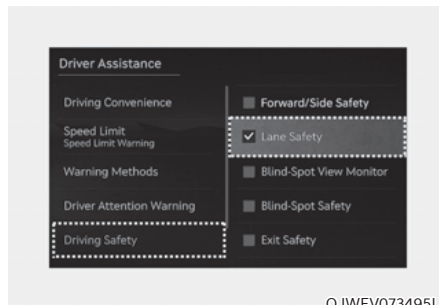 Driver Assistance
Driving Convenience
Speed Limit
Speed Limit Warning
Warning Methods
Driver Attention Warning
Driving Safety
Forward/Side Safety
Lane Safety
Blind-Spot View Monitor
Blind-Spot Safety
Exit Safety